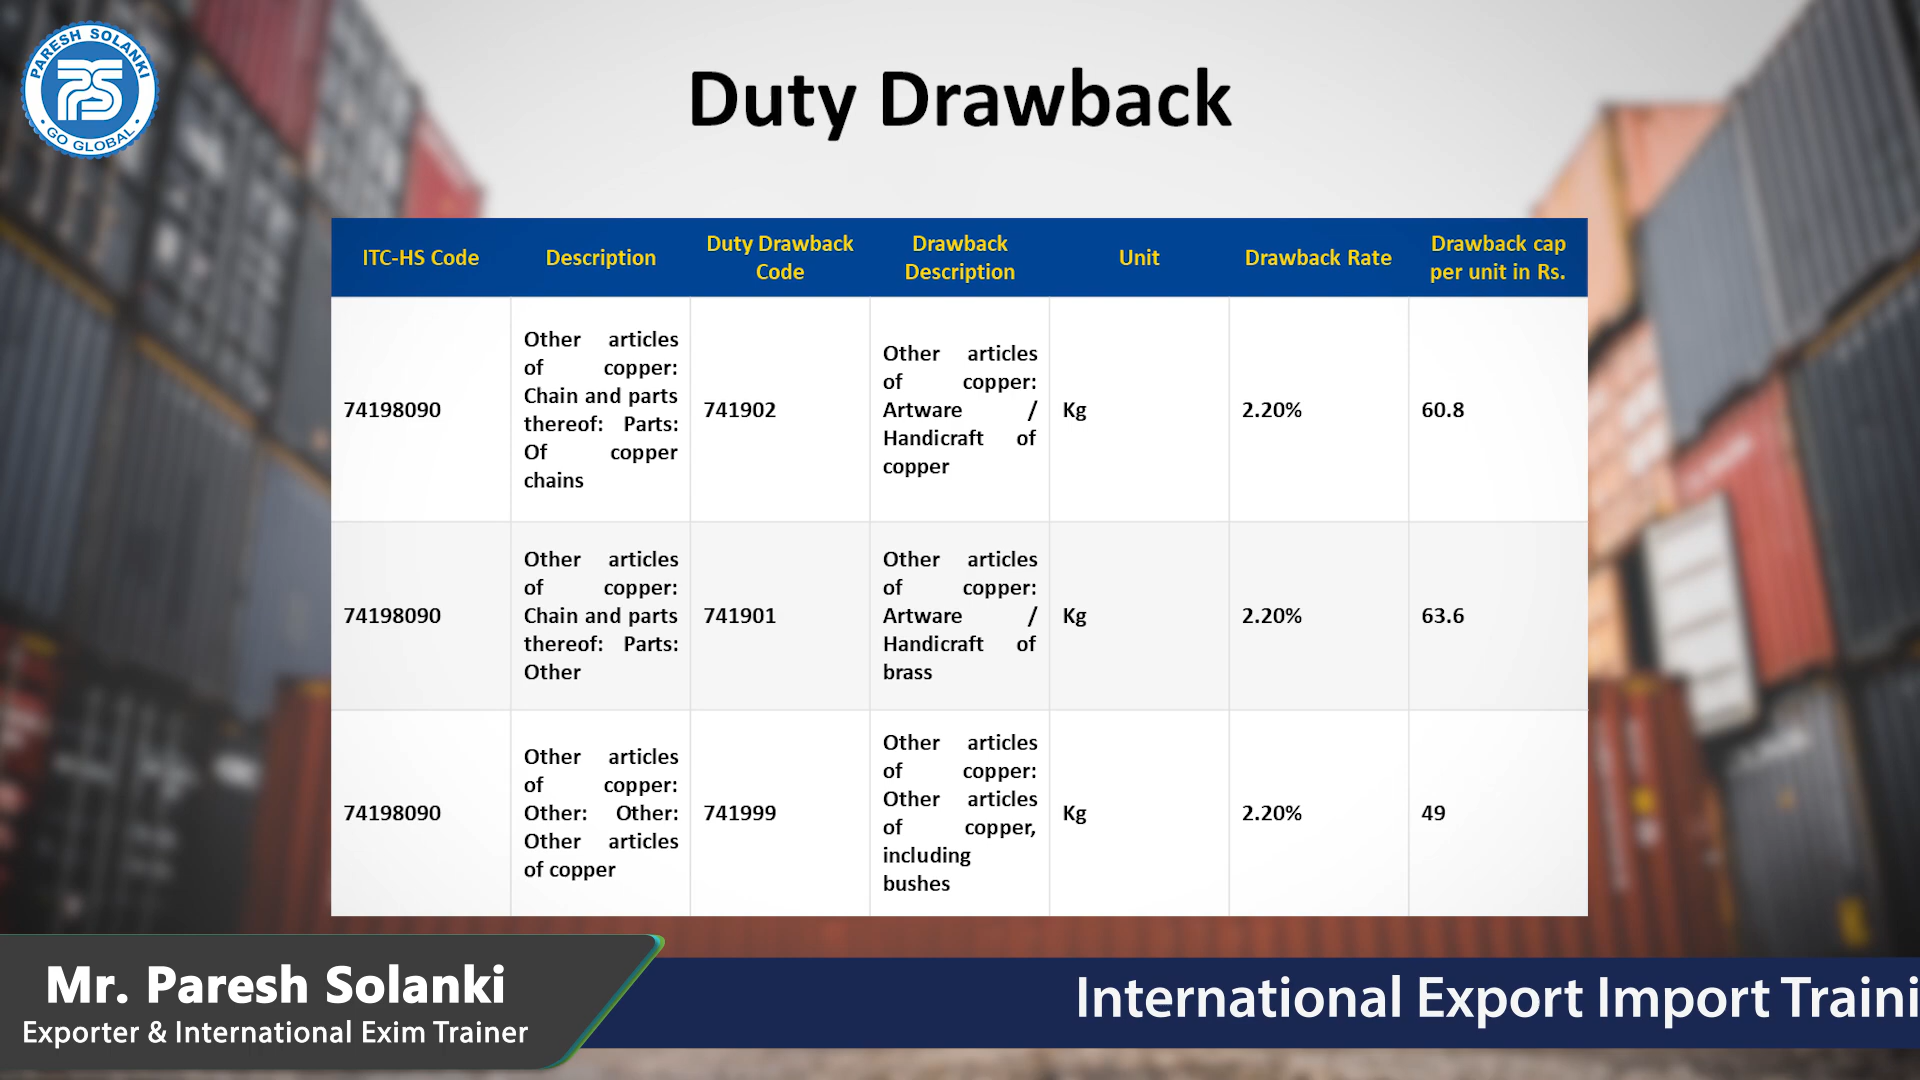 PARESH SOLANKI
GO GLOBAL
Duty Drawback
ITC-HS Code
Description
Duty Drawback
Code
Drawback
Description
Unit
Drawback Rate
Drawback cap
per unit in Rs.
74198090
Other articles
of copper:
Chain and parts
thereof: Parts:
Of copper
chains
741902
Other articles
of copper:
Artware /
Handicraft of
copper
Kg
2.20%
60.8
74198090
Other articles
of copper:
Chain and parts
thereof: Parts:
Other
741901
Other articles
of copper:
Artware /
Handicraft of
brass
Kg
2.20%
63.6
74198090
Other articles
of copper:
Other: Other:
Other articles
of copper
741999
Other articles
of copper:
Other articles
of copper,
including
bushes
Kg
2.20%
49
Mr. Paresh Solanki
Exporter & International Exim Trainer
International Export Import Traini